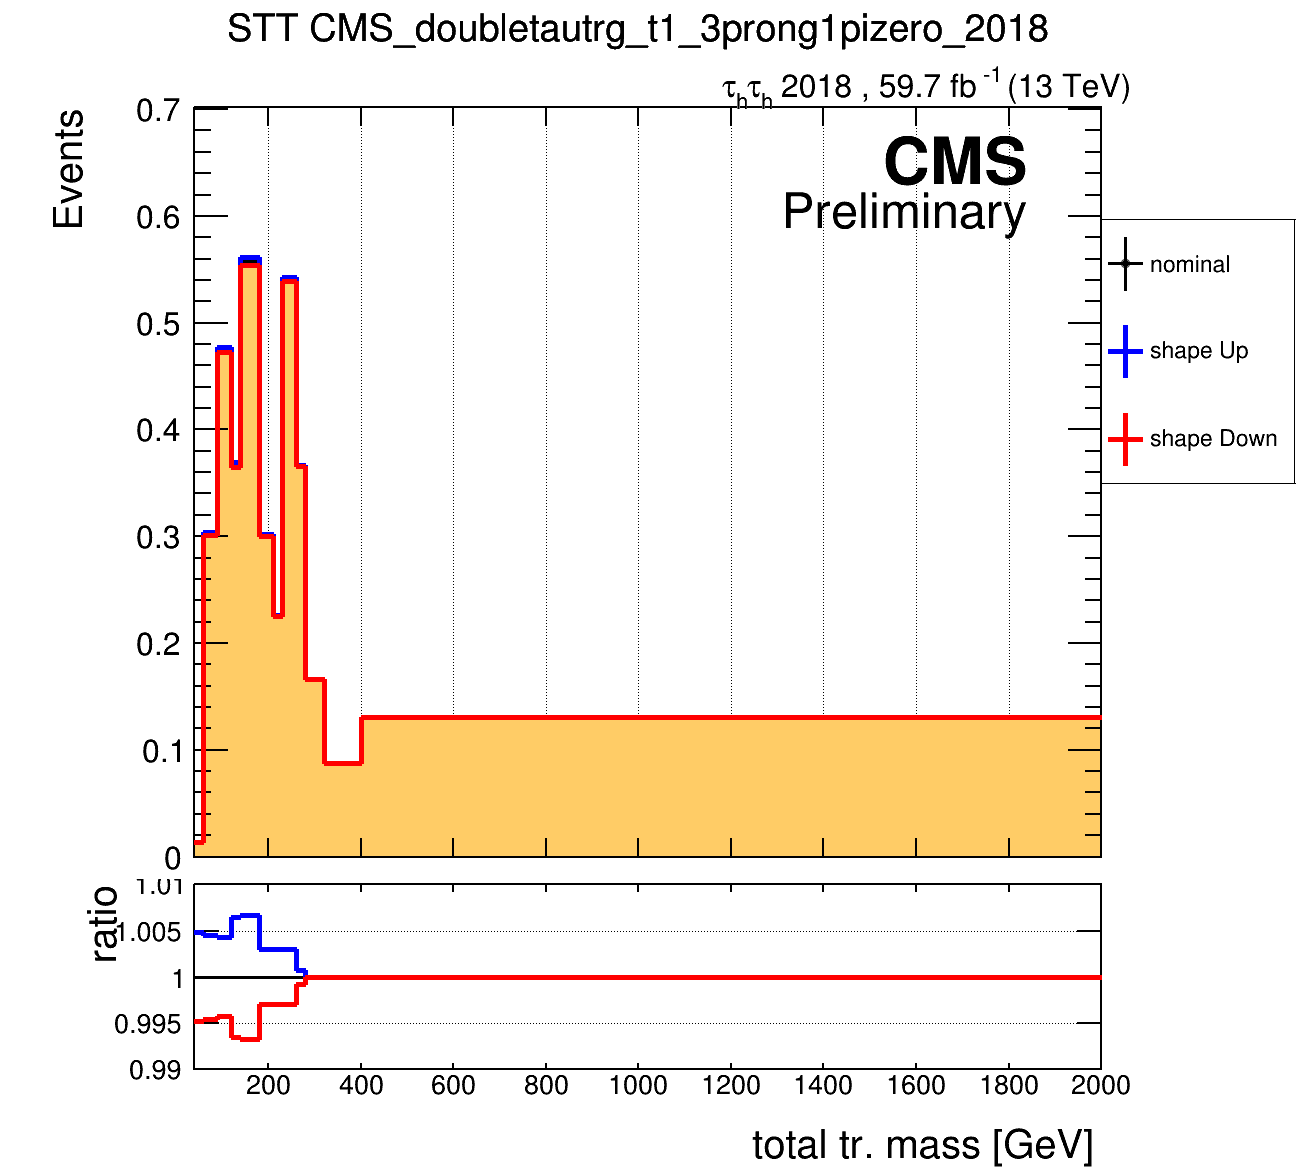 STT CMS_doubletautrg_t1_3prong1pizero_2018
τhτh 2018 , 59.7 fb -1 (13 TeV)
Events
0.7
0.6
0.5
0.4
0.3
0.2
0.1
0
CMS
Preliminary
nominal
shape Up
shape Down
ratio
1.01
1.005
1
0.995
0.99
200 400 600 800 1000 1200 1400 1600 1800 2000
total tr. mass [GeV]